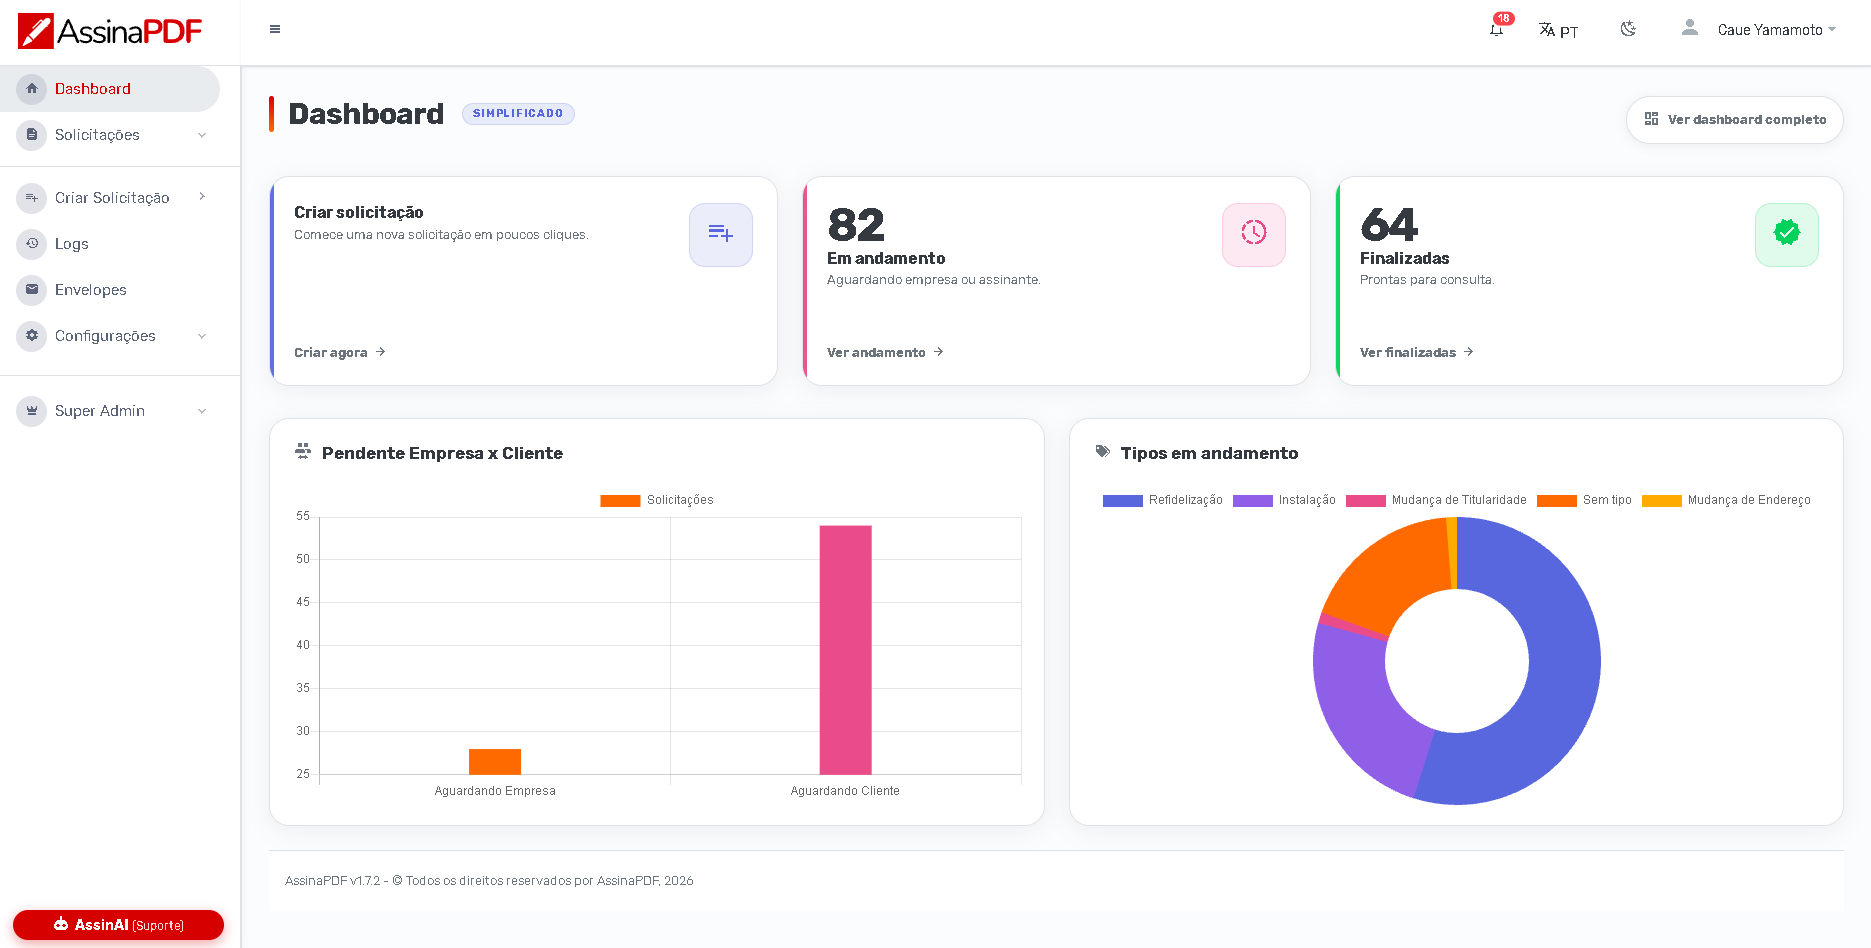 AssinaPDF
18
PT
Caue Yamamoto
Dashboard
Solicitações
Criar Solicitação
Logs
Envelopes
Configurações
Super Admin
AssinAI (Suporte)
Dashboard
SIMPLIFICADO
Ver dashboard completo
Criar solicitação
Comece uma nova solicitação em poucos cliques.
Criar agora →
82
Em andamento
Aguardando empresa ou assinante.
Ver andamento →
64
Finalizadas
Prontas para consulta.
Ver finalizadas →
Pendente Empresa x Cliente
Solicitações
55
50
45
40
35
30
25
Aguardando Empresa
Aguardando Cliente
Tipos em andamento
Refidelização
Instalação
Mudança de Titularidade
Sem tipo
Mudança de Endereço
AssinaPDF v1.7.2 - © Todos os direitos reservados por AssinaPDF, 2026